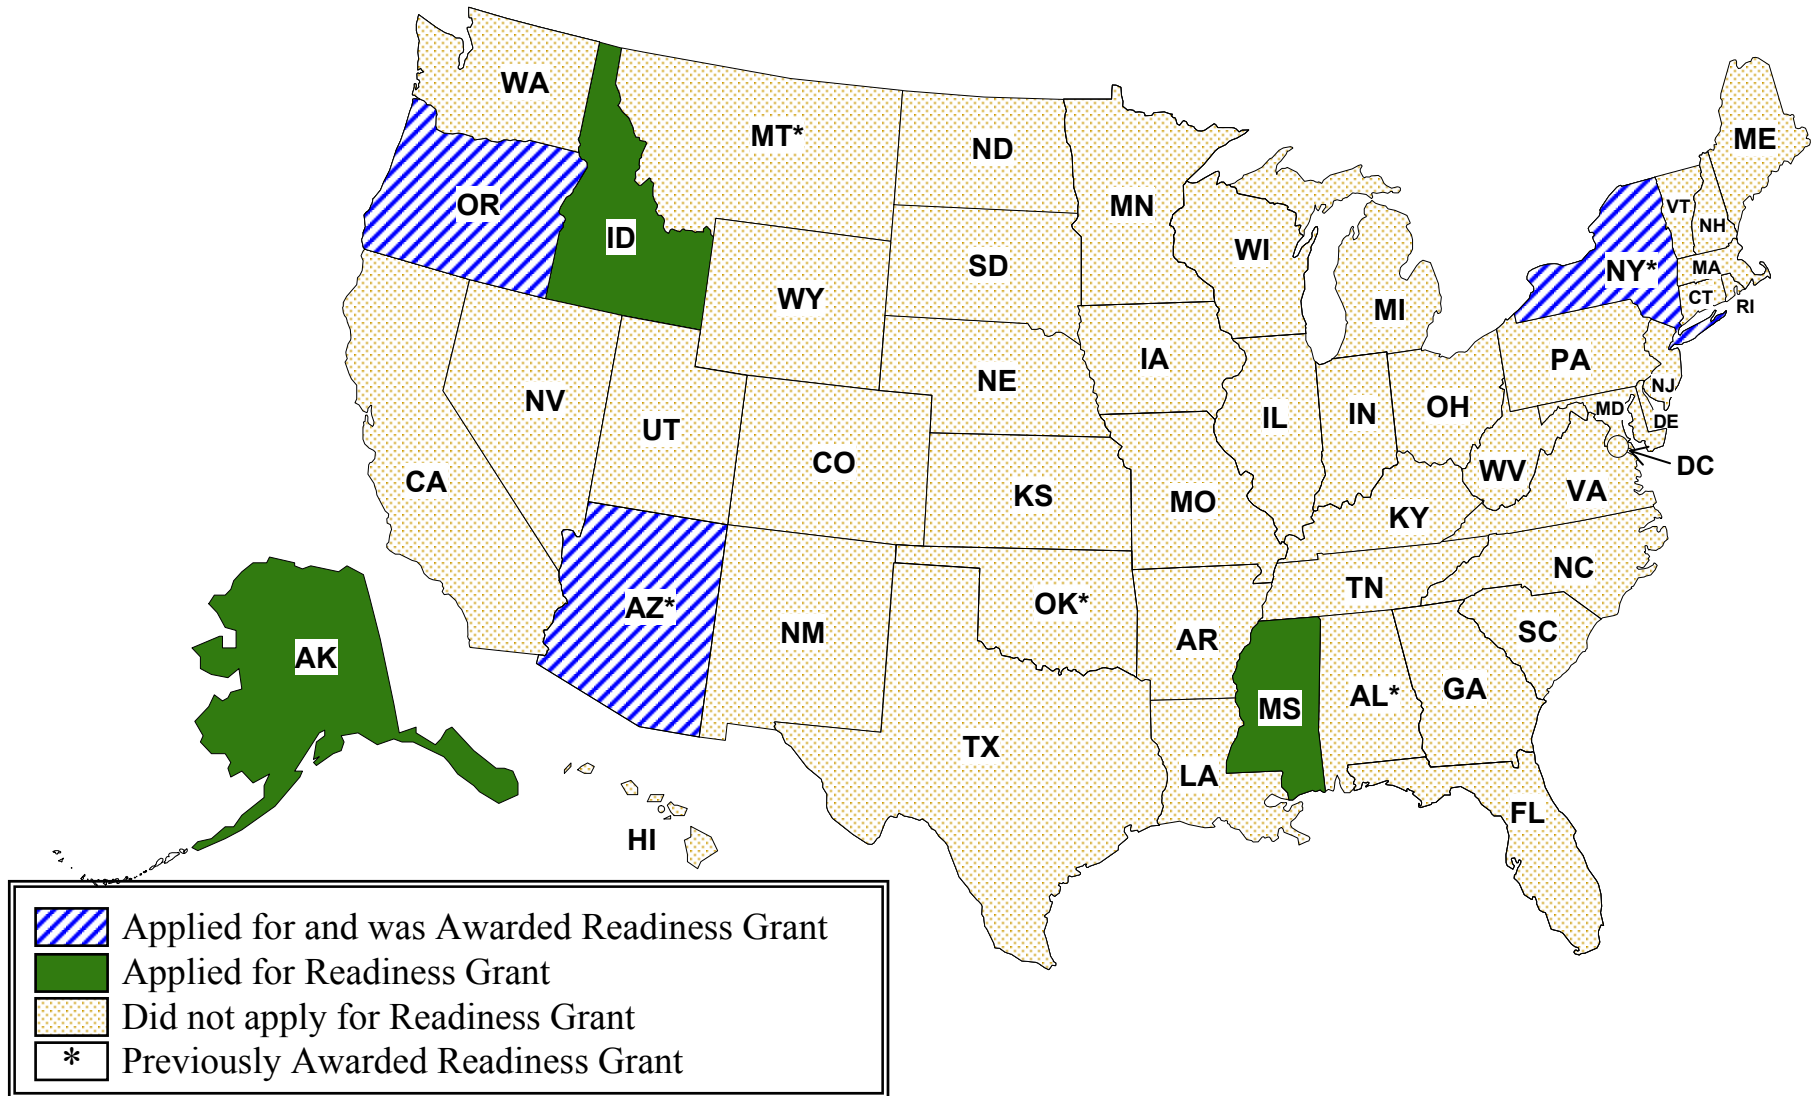 WA
MT*
ND
MN
ME
OR
ID
SD
WI
VT
NH
WY
MI
NY*
MA
CT
RI
NE
IA
PA
NJ
NV
UT
CO
IL
IN
OH
MD
DE
CA
KS
MO
WV
DC
VA
KY
AZ*
NM
OK*
AR
TN
NC
SC
AK
MS
AL*
GA
TX
LA
FL
HI
Applied for and was Awarded Readiness Grant
Applied for Readiness Grant
Did not apply for Readiness Grant
* Previously Awarded Readiness Grant